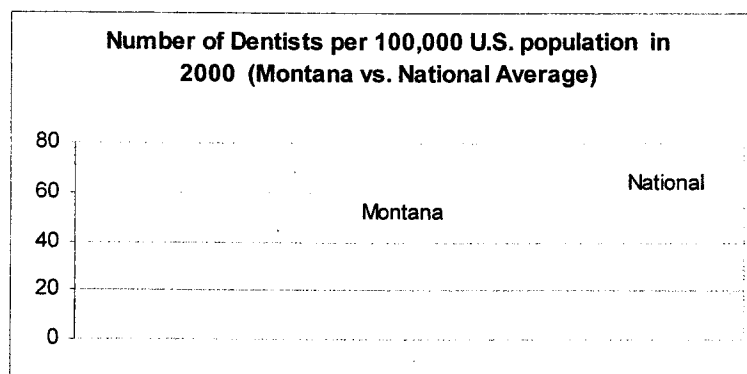 Number of Dentists per 100,000 U.S. population in
2000 (Montana vs. National Average)
80
60
National
Montana
40
20
0